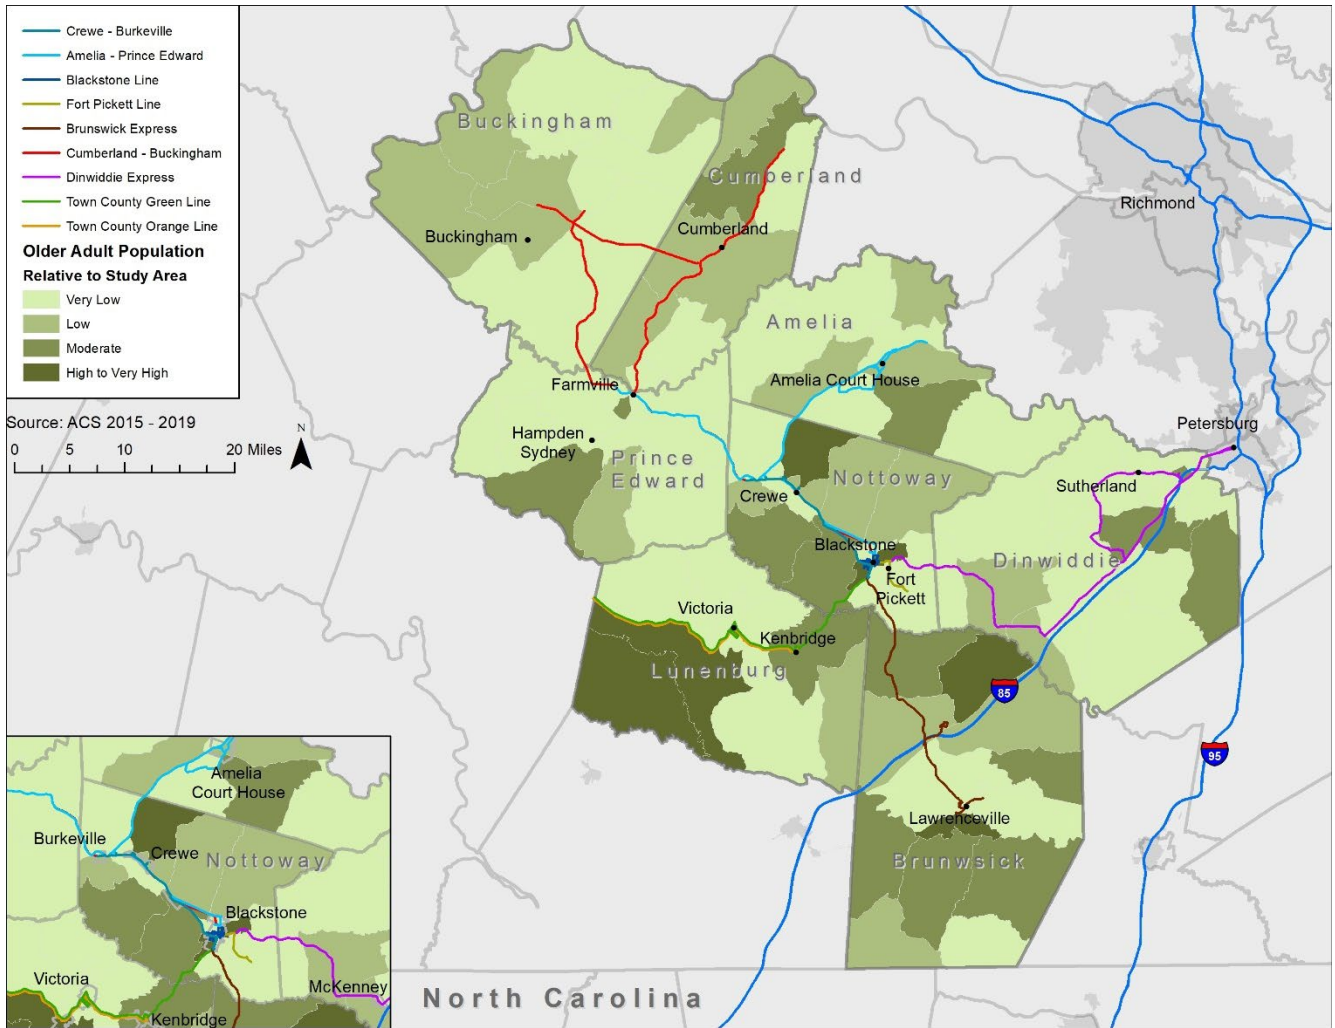 Crewe - Burkeville
Amelia - Prince Edward
Blackstone Line
Fort Pickett Line
Brunswick Express
Cumberland - Buckingham
Dinwiddie Express
Town County Green Line
Town County Orange Line
Older Adult Population
Relative to Study Area
Very Low
Low
Moderate
High to Very High
Source: ACS 2015 - 2019
0 5 10 20 Miles
N
Buckingham
Cumberland
Richmond
Buckingham
Cumberland
Amelia
Amelia Court House
Farmville
Petersburg
Hampden
Sydney
Prince
Edward
Nottoway
Crewe
Sutherland
Blackstone
Dinwiddie
Fort
Pickett
Victoria
Kenbridge
Lunenburg
85
95
Lawrenceville
Brunwsick
North Carolina
Amelia
Court House
Burkeville
Crewe
Nottoway
Blackstone
Victoria
McKenney
Kenbridge